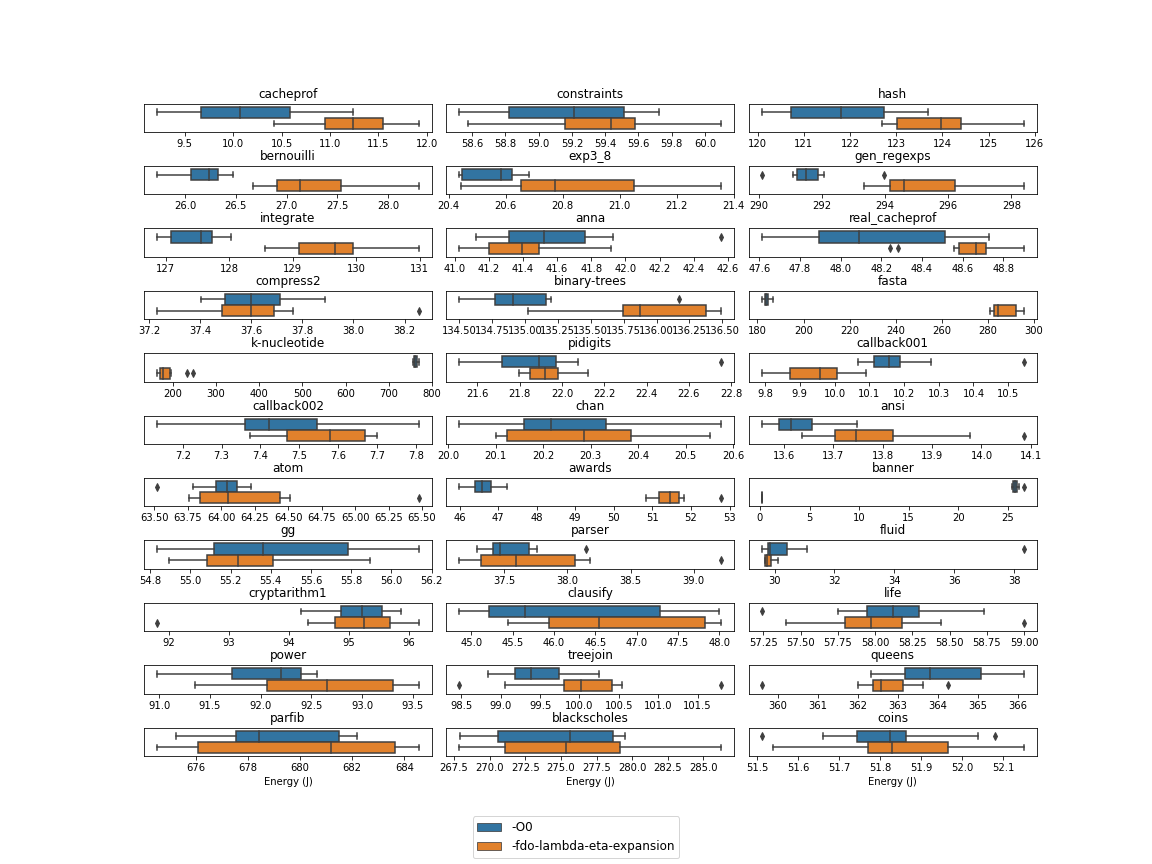 cacheprof constraints hash
9.5 10.0 10.5 11.0 11.5 12.0 58.6 58.8 59.0 59.2 59.4 59.6 59.8 60.0 120 121 122 123 124 125 126
bernouilli exp3_8 gen_regexps
26.0 26.5 27.0 27.5 28.0 20.4 20.6 20.8 21.0 21.2 21.4 290 292 294 296 298
integrate anna real_cacheprof
127 128 129 130 131 41.0 41.2 41.4 41.6 41.8 42.0 42.2 42.4 42.6 47.6 47.8 48.0 48.2 48.4 48.6 48.8
compress2 binary-trees fasta
37.2 37.4 37.6 37.8 38.0 38.2 134.50 134.75 135.00 135.25 135.50 135.75 136.00 136.25 136.50 180 200 220 240 260 280 300
k-nucleotide pidigits callback001
200 300 400 500 600 700 800 21.6 21.8 22.0 22.2 22.4 22.6 22.8 9.8 9.9 10.0 10.1 10.2 10.3 10.4 10.5
callback002 chan ansi
7.2 7.3 7.4 7.5 7.6 7.7 7.8 20.0 20.1 20.2 20.3 20.4 20.5 20.6 13.6 13.7 13.8 13.9 14.0 14.1
atom awards banner
63.50 63.75 64.00 64.25 64.50 64.75 65.00 65.25 65.50 46 47 48 49 50 51 52 53 0 5 10 15 20 25
gg parser fluid
54.8 55.0 55.2 55.4 55.6 55.8 56.0 56.2 37.5 38.0 38.5 39.0 30 32 34 36 38
cryptarithm1 clausify life
92 93 94 95 96 45.0 45.5 46.0 46.5 47.0 47.5 48.0 57.25 57.50 57.75 58.00 58.25 58.50 58.75 59.00
power treejoin queens
91.0 91.5 92.0 92.5 93.0 93.5 98.5 99.0 99.5 100.0 100.5 101.0 101.5 360 361 362 363 364 365 366
parfib blackscholes coins
676 678 680 682 684 267.5 270.0 272.5 275.0 277.5 280.0 282.5 285.0 51.5 51.6 51.7 51.8 51.9 52.0 52.1
Energy (J) Energy (J) Energy (J)
-O0
-fdo-lambda-eta-expansion